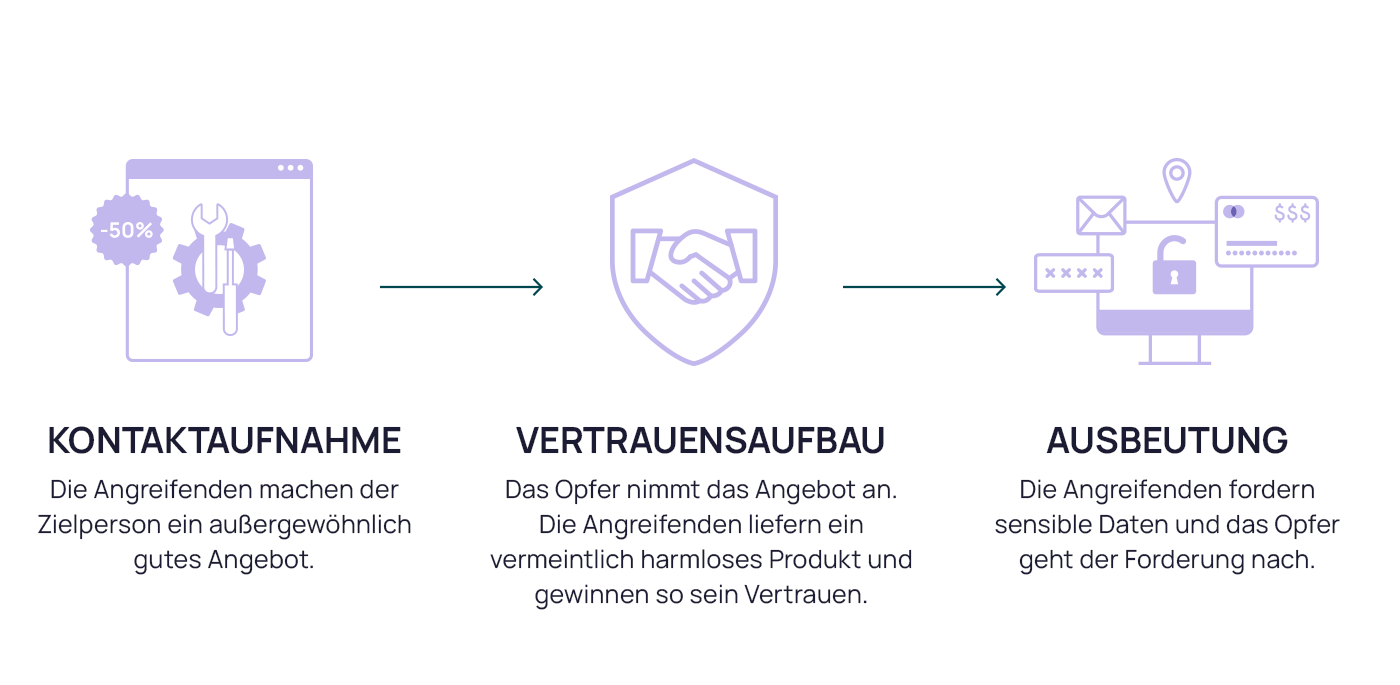 -50%
$$$
KONTAKTAUFNAHME
Die Angreifenden machen der
Zielperson ein außergewöhnlich
gutes Angebot.
VERTRAUENSAUFBAU
Das Opfer nimmt das Angebot an.
Die Angreifenden liefern ein
vermeintlich harmloses Produkt und
gewinnen so sein Vertrauen.
AUSBEUTUNG
Die Angreifenden fordern
sensible Daten und das Opfer
geht der Forderung nach.